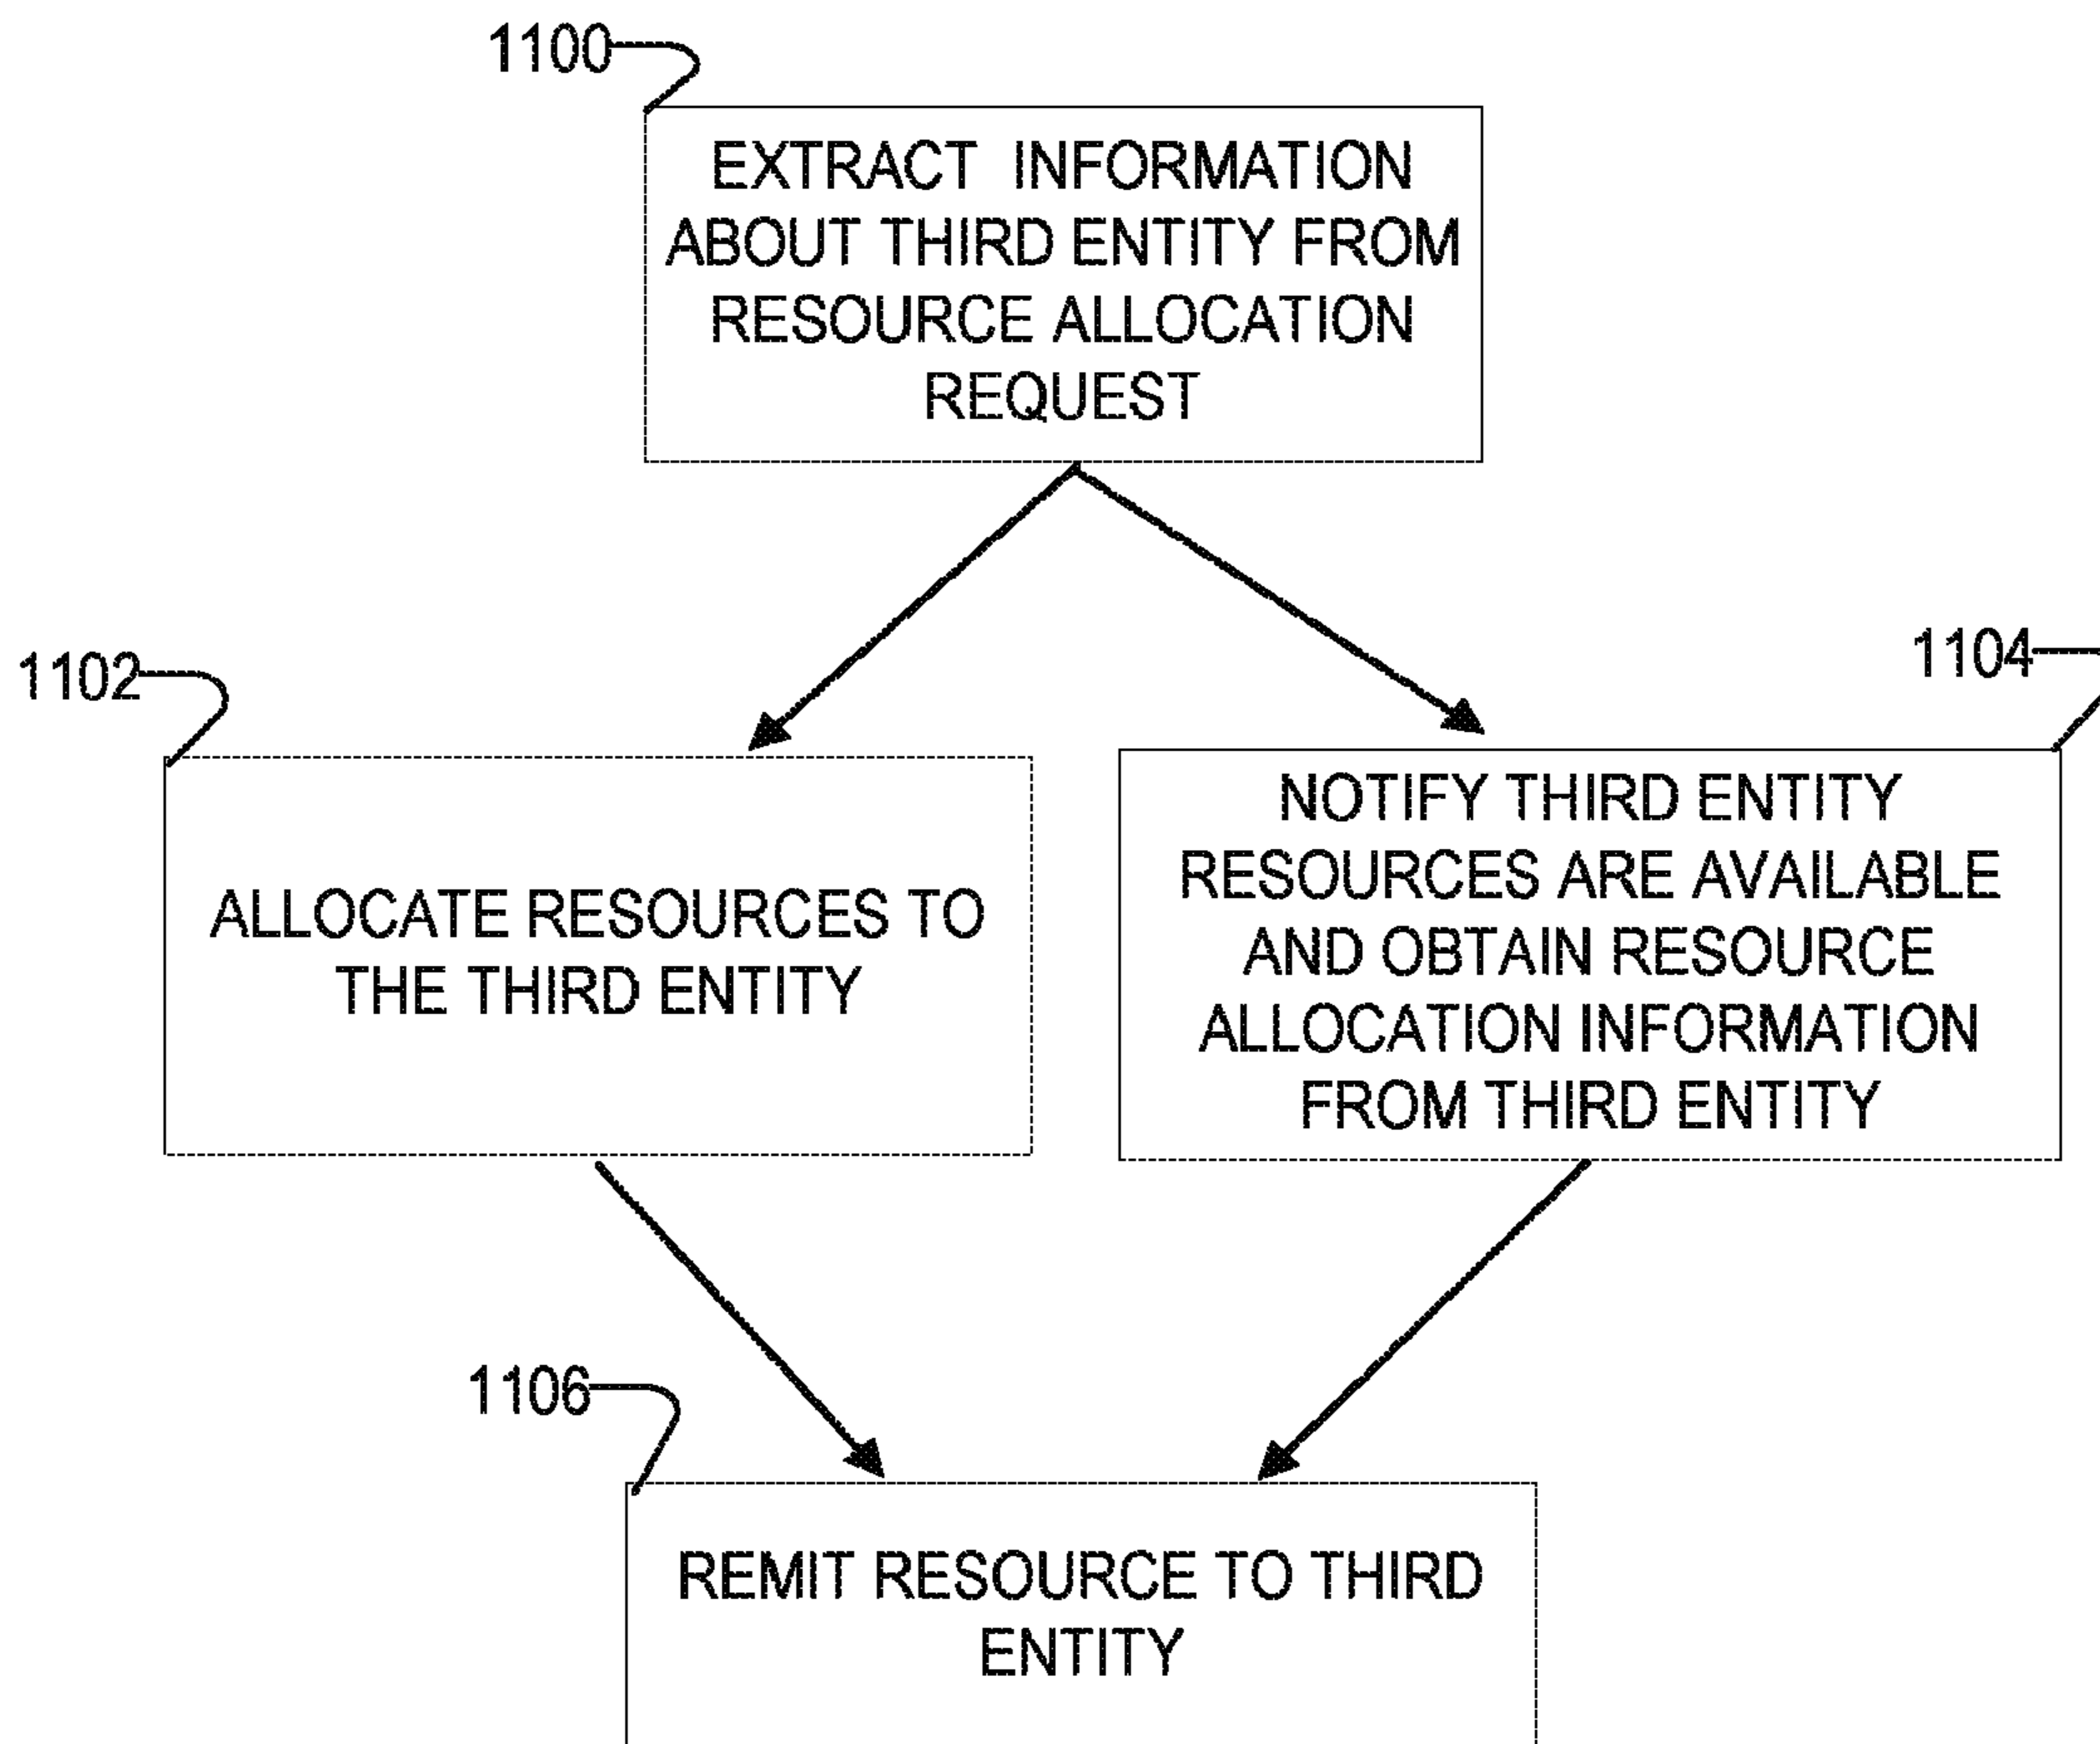 1100
EXTRACT INFORMATION
ABOUT THIRD ENTITY FROM
RESOURCE ALLOCATION
REQUEST
1102
1104
ALLOCATE RESOURCES TO
THE THIRD ENTITY
NOTIFY THIRD ENTITY
RESOURCES ARE AVAILABLE
AND OBTAIN RESOURCE
ALLOCATION INFORMATION
FROM THIRD ENTITY
1106
REMIT RESOURCE TO THIRD
ENTITY